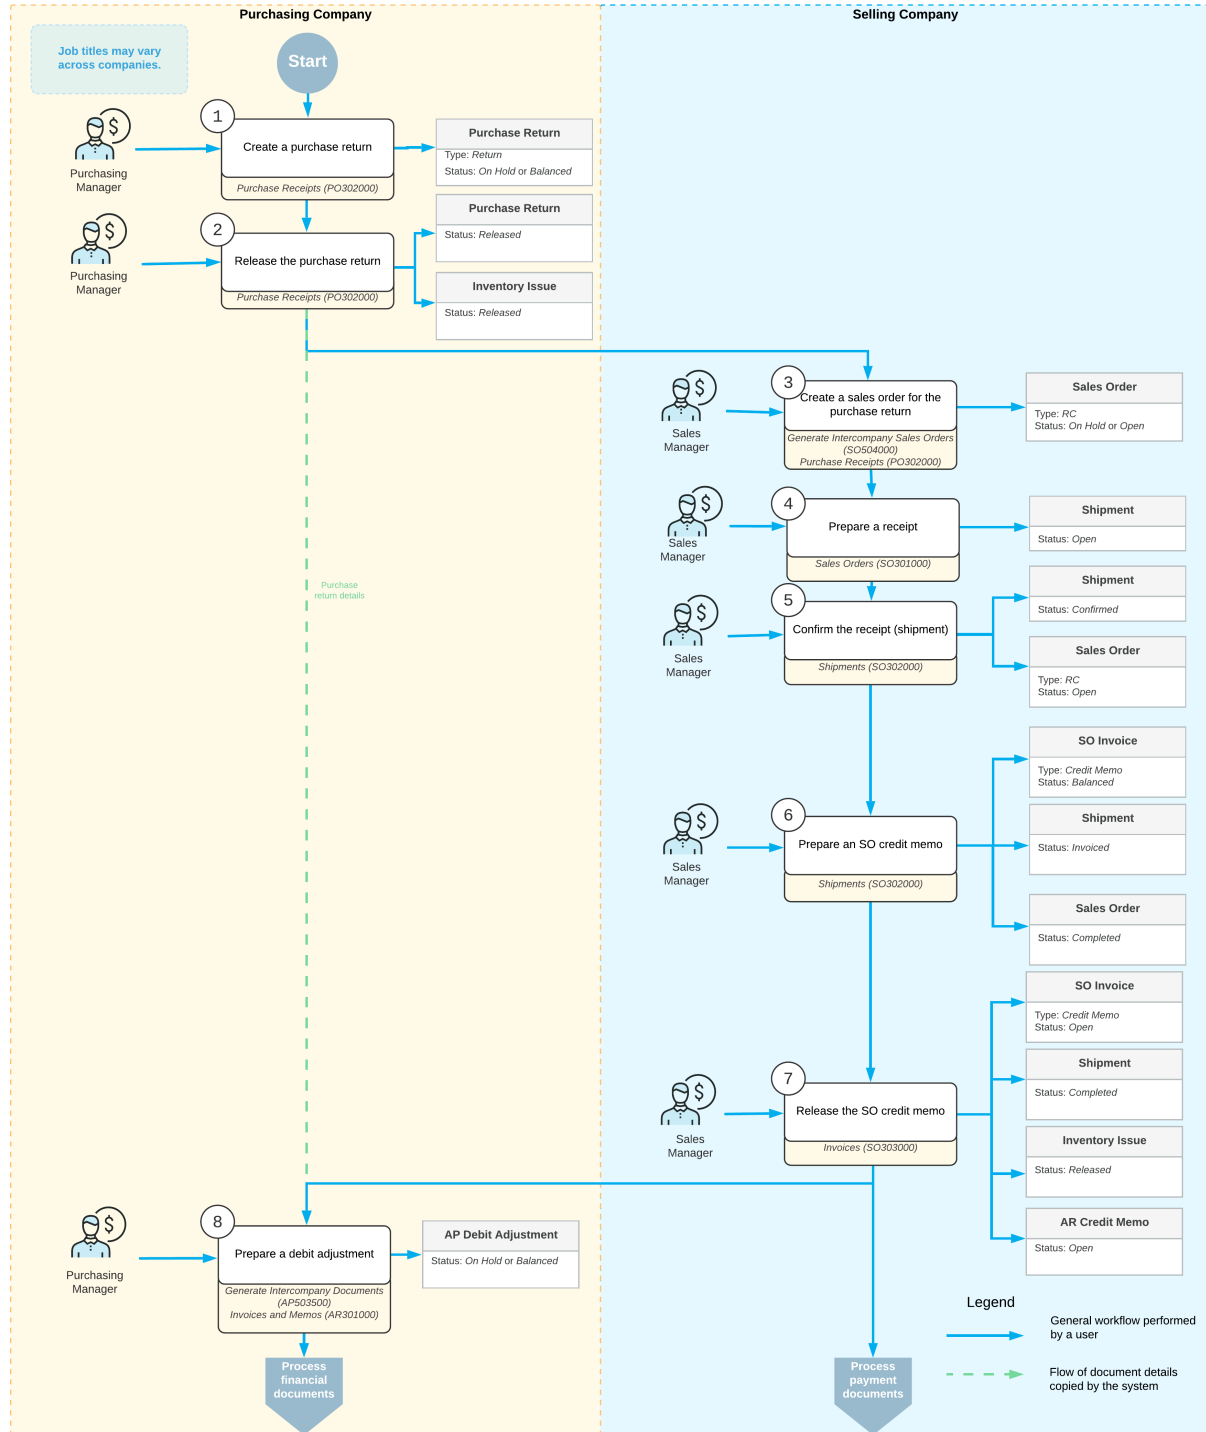 Purchasing Company
Selling Company
Job titles may vary
across companies.
Start
1
Create a purchase return
Purchase Receipts (PO302000)
Purchasing
Manager
Purchase Return
Type: Return
Status: On Hold or Balanced
2
Release the purchase return
Purchase Receipts (PO302000)
Purchasing
Manager
Purchase Return
Status: Released
Inventory Issue
Status: Released
3
Create a sales order for the
purchase return
Generate Intercompany Sales Orders
(SO504000)
Purchase Receipts (PO302000)
Sales
Manager
Sales Order
Type: RC
Status: On Hold or Open
4
Prepare a receipt
Sales Orders (SO301000)
Sales
Manager
Shipment
Status: Open
Purchase
return details
5
Confirm the receipt (shipment)
Shipments (SO302000)
Sales
Manager
Shipment
Status: Confirmed
Sales Order
Type: RC
Status: Open
6
Prepare an SO credit memo
Shipments (SO302000)
Sales
Manager
SO Invoice
Type: Credit Memo
Status: Balanced
Shipment
Status: Invoiced
Sales Order
Status: Completed
7
Release the SO credit memo
Invoices (SO303000)
Sales
Manager
SO Invoice
Type: Credit Memo
Status: Open
Shipment
Status: Completed
Inventory Issue
Status: Released
AR Credit Memo
Status: Open
8
Prepare a debit adjustment
Generate Intercompany Documents
(AP503500)
Invoices and Memos (AR301000)
Purchasing
Manager
AP Debit Adjustment
Status: On Hold or Balanced
Process
financial
documents
Process
payment
documents
Legend
General workflow performed
by a user
Flow of document details
copied by the system